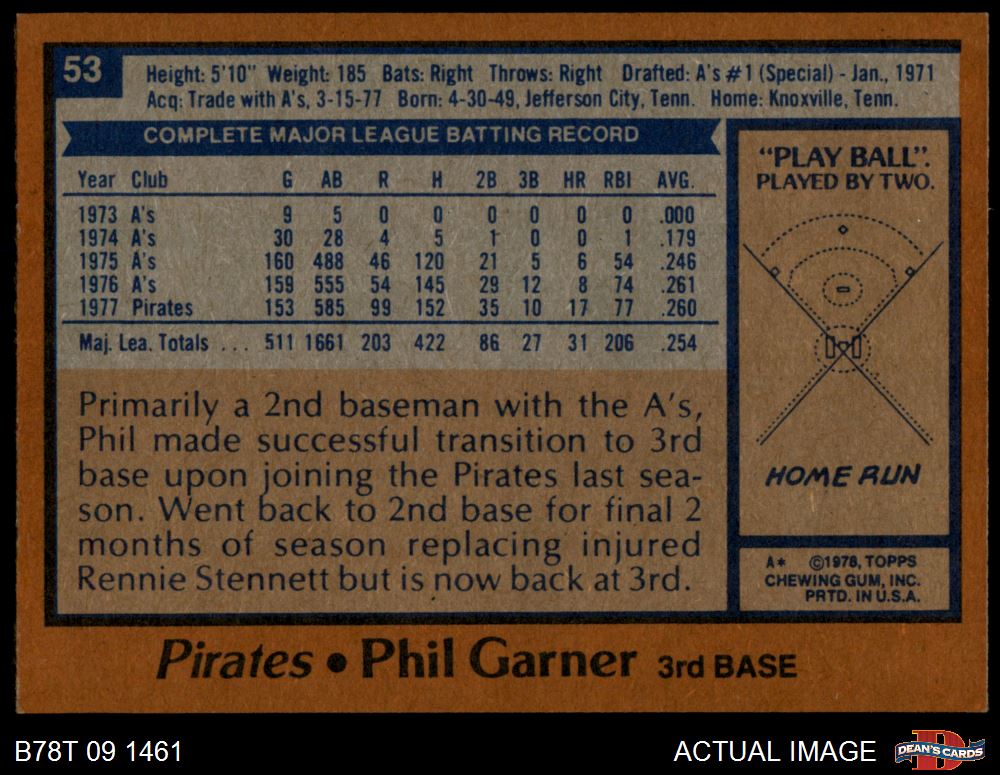 53
Height: 5'10" Weight: 185 Bats: Right Throws: Right Drafted: A's #1 (Special) - Jan., 1971
Acq: Trade with A's, 3-15-77 Born: 4-30-49, Jefferson City, Tenn. Home: Knoxville, Tenn.
COMPLETE MAJOR LEAGUE BATTING RECORD
Year Club G AB R H 2B 3B HR RBI AVG.
1973 A's 9 5 0 0 0 0 0 0 .000
1974 A's 30 28 4 5 1 0 0 1 .179
1975 A's 160 488 46 120 21 5 6 54 .246
1976 A's 159 555 54 145 29 12 8 74 .261
1977 Pirates 153 585 99 152 35 10 17 77 .260
Maj. Lea. Totals ... 511 1661 203 422 86 27 31 206 .254
Primarily a 2nd baseman with the A's,
Phil made successful transition to 3rd
base upon joining the Pirates last sea-
son. Went back to 2nd base for final 2
months of season replacing injured
Rennie Stennett but is now back at 3rd.
"PLAY BALL".
PLAYED BY TWO.
HOME RUN
A* ©1978, TOPPS
CHEWING GUM, INC.
PRTD. IN U.S.A.
Pirates • Phil Garner 3rd BASE
B78T 09 1461
ACTUAL IMAGE
D
DEAN'S CARDS